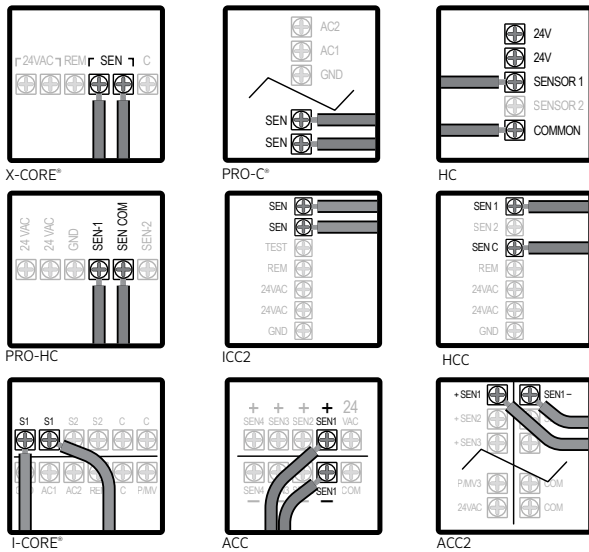 24VAC REM SEN C
X-CORE®
AC2
AC1
GND
SEN
SEN
PRO-C®
24V
24V
SENSOR 1
SENSOR 2
COMMON
HC
24 VAC 24 VAC GND SEN-1 SEN COM SEN-2
PRO-HC
SEN
SEN
TEST
REM
24VAC
24VAC
GND
ICC2
SEN 1
SEN 2
SEN C
REM
24VAC
24VAC
GND
HCC
S1 S1 S2 S2 C C
AC1 AC2 C P/MV
I-CORE®
+ + + + 24
SEN4 SEN3 SEN2 SEN1 VAC
SEN4 SEN1 COM
ACC
+SEN1 SEN1−
+SEN2
+SEN3
P/MV3 COM
24VAC COM
ACC2